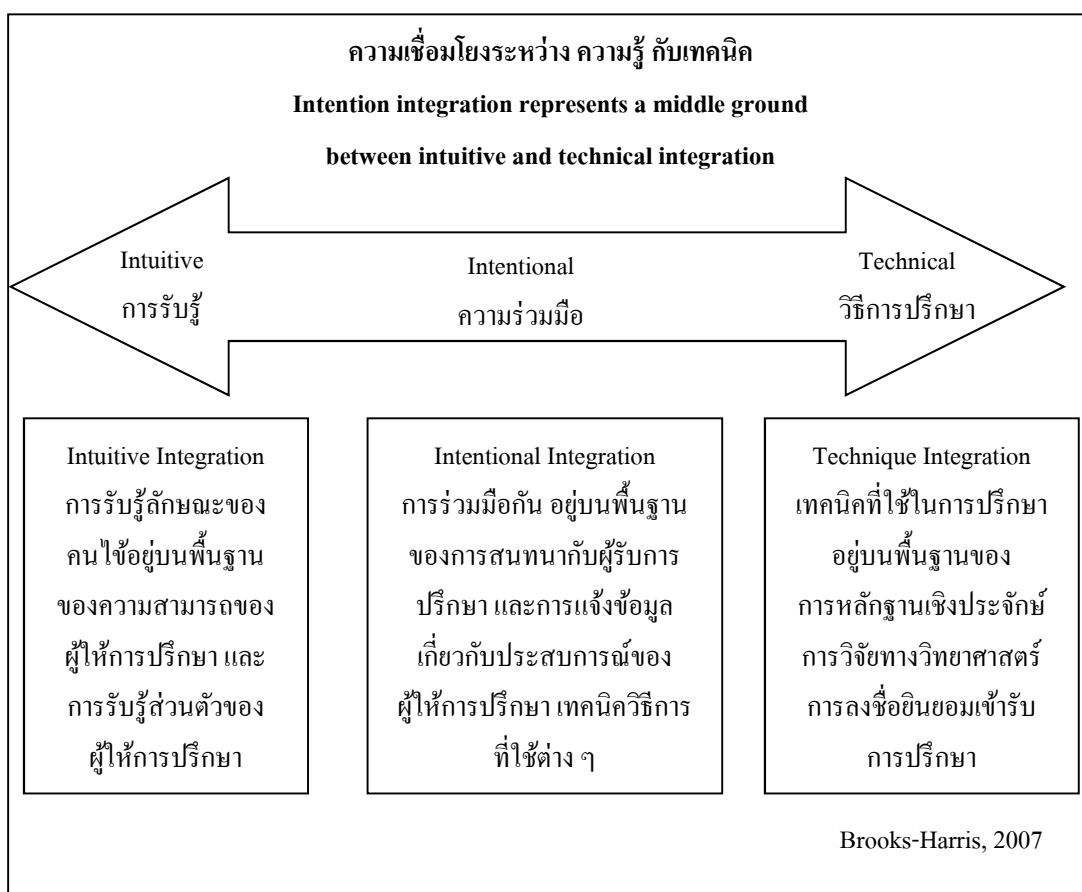 ความเชื่อมโยงระหว่าง ความรู้ กับเทคนิค
Intention integration represents a middle ground
between intuitive and technical integration
Intuitive
การรับรู้
Intentional
ความร่วมมือ
Technical
วิธีการปรึกษา
Intuitive Integration
การรับรู้ลักษณะของ
คนไข้อยู่บนพื้นฐาน
ของความสามารถของ
ผู้ให้การปรึกษา และ
การรับรู้ส่วนตัวของ
ผู้ให้การปรึกษา
Intentional Integration
การร่วมมือกัน อยู่บนพื้นฐาน
ของการสนทนากับผู้รับการ
ปรึกษา และการแจ้งข้อมูล
เกี่ยวกับประสบการณ์ของ
ผู้ให้การปรึกษา เทคนิควิธีการ
ที่ใช้ต่าง ๆ
Technique Integration
เทคนิคที่ใช้ในการปรึกษา
อยู่บนพื้นฐานของ
การหลักฐานเชิงประจักษ์
การวิจัยทางวิทยาศาสตร์
การลงชื่อยินยอมเข้ารับ
การปรึกษา
Brooks-Harris, 2007